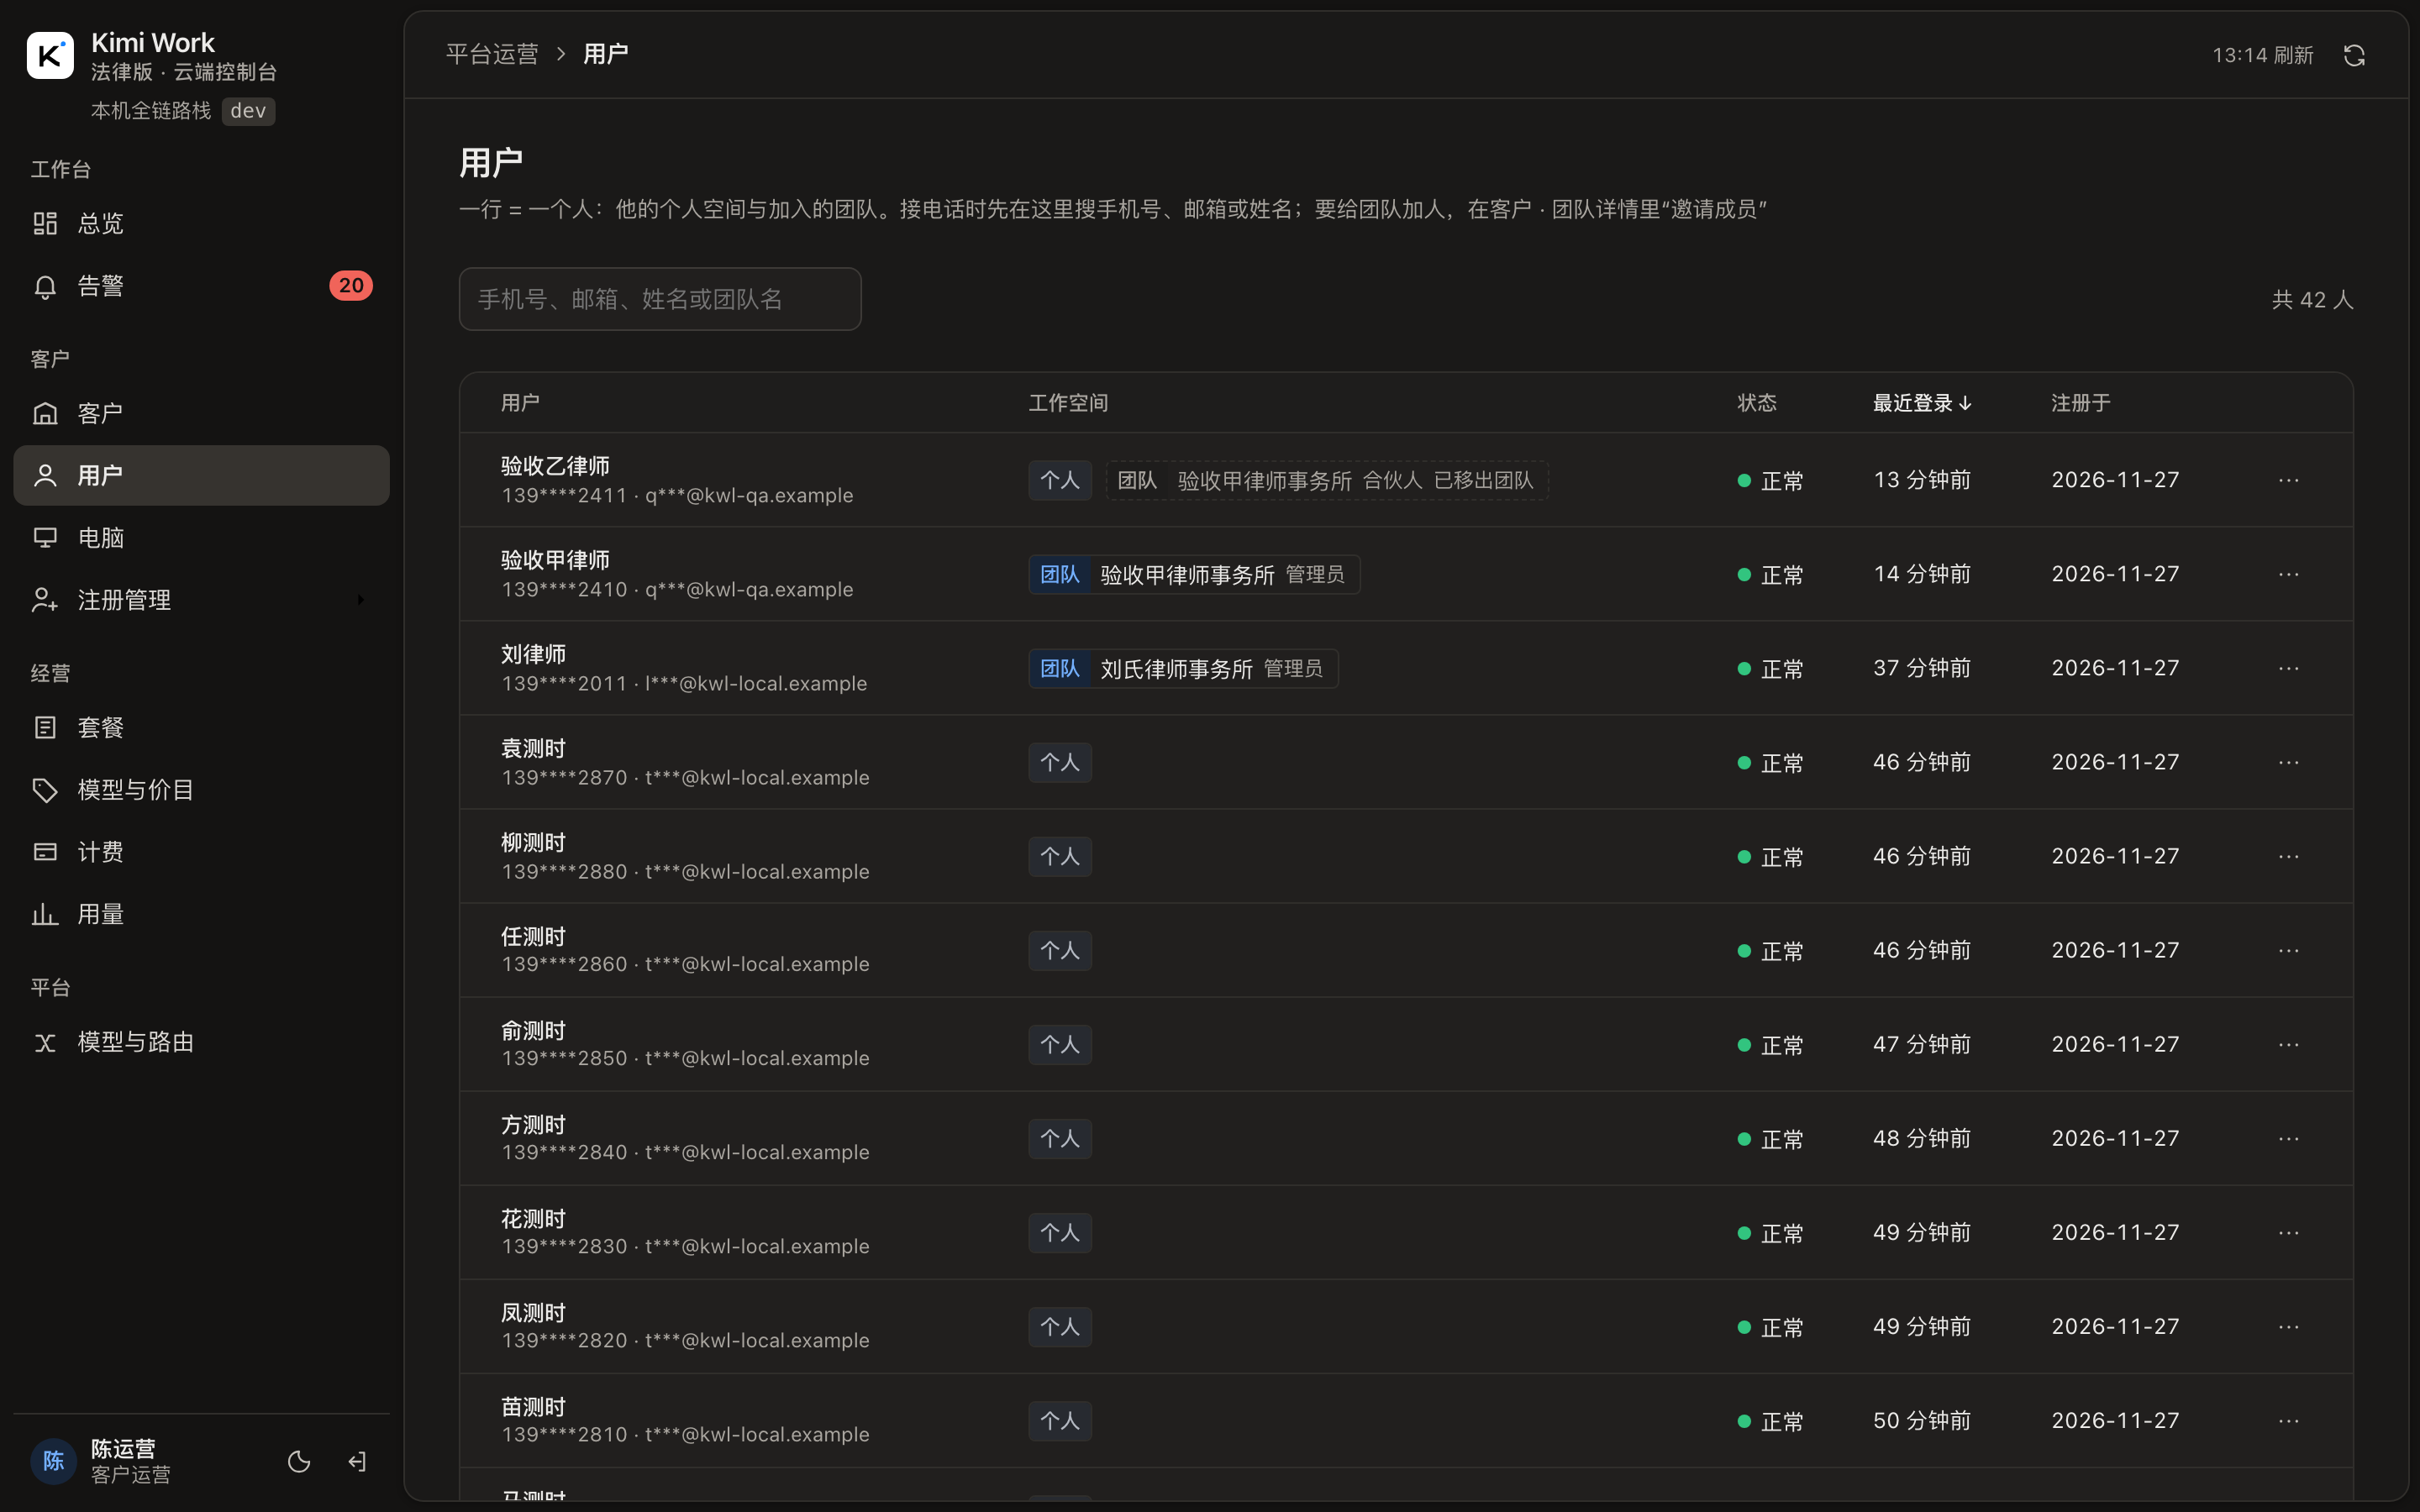 Kimi Work
法律版 · 云端控制台
本机全链路栈 dev
工作台
总览
告警 20
客户
客户
用户
电脑
注册管理
经营
套餐
模型与价目
计费
用量
平台
模型与路由
陈 陈运营
客户运营
平台运营 > 用户
13:14 刷新
用户
一行 = 一个人：他的个人空间与加入的团队。接电话时先在这里搜手机号、邮箱或姓名；要给团队加人，在客户 · 团队详情里“邀请成员”
手机号、邮箱、姓名或团队名
共 42 人
用户 工作空间 状态 最近登录↓ 注册于
验收乙律师
139****2411 · q***@kwl-qa.example
个人 团队 验收甲律师事务所 合伙人 已移出团队 正常 13 分钟前 2026-11-27 ···
验收甲律师
139****2410 · q***@kwl-qa.example
团队 验收甲律师事务所 管理员 正常 14 分钟前 2026-11-27 ···
刘律师
139****2011 · l***@kwl-local.example
团队 刘氏律师事务所 管理员 正常 37 分钟前 2026-11-27 ···
袁测时
139****2870 · t***@kwl-local.example
个人 正常 46 分钟前 2026-11-27 ···
柳测时
139****2880 · t***@kwl-local.example
个人 正常 46 分钟前 2026-11-27 ···
任测时
139****2860 · t***@kwl-local.example
个人 正常 46 分钟前 2026-11-27 ···
俞测时
139****2850 · t***@kwl-local.example
个人 正常 47 分钟前 2026-11-27 ···
方测时
139****2840 · t***@kwl-local.example
个人 正常 48 分钟前 2026-11-27 ···
花测时
139****2830 · t***@kwl-local.example
个人 正常 49 分钟前 2026-11-27 ···
凤测时
139****2820 · t***@kwl-local.example
个人 正常 49 分钟前 2026-11-27 ···
苗测时
139****2810 · t***@kwl-local.example
个人 正常 50 分钟前 2026-11-27 ···